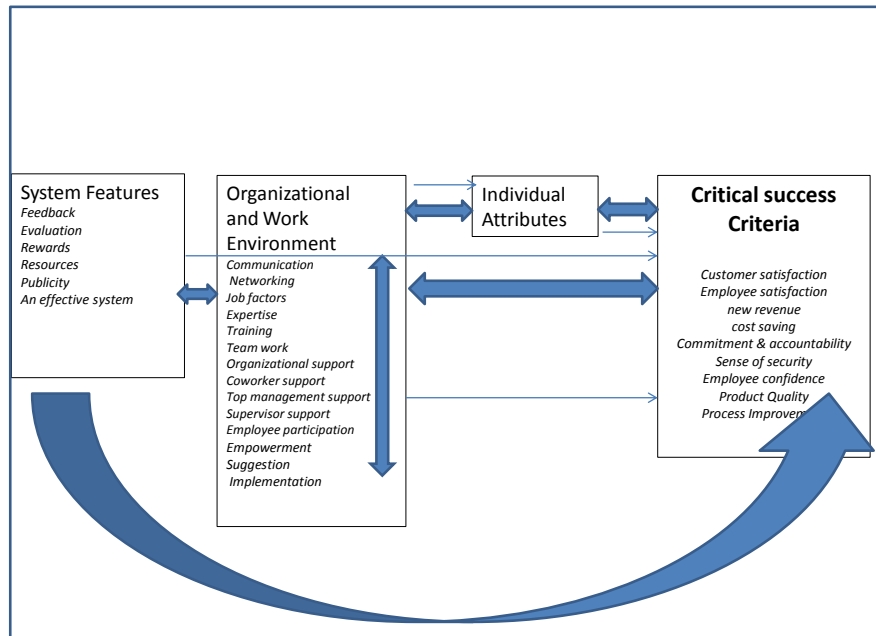 System Features
Feedback
Evaluation
Rewards
Resources
Publicity
An effective system
Organizational
and Work
Environment
Communication
Networking
Job factors
Expertise
Training
Team work
Organizational support
Coworker support
Top management support
Supervisor support
Employee participation
Empowerment
Suggestion
Implementation
Individual
Attributes
Critical success
Criteria
Customer satisfaction
Employee satisfaction
new revenue
cost saving
Commitment & accountability
Sense of security
Employee confidence
Product Quality
Process